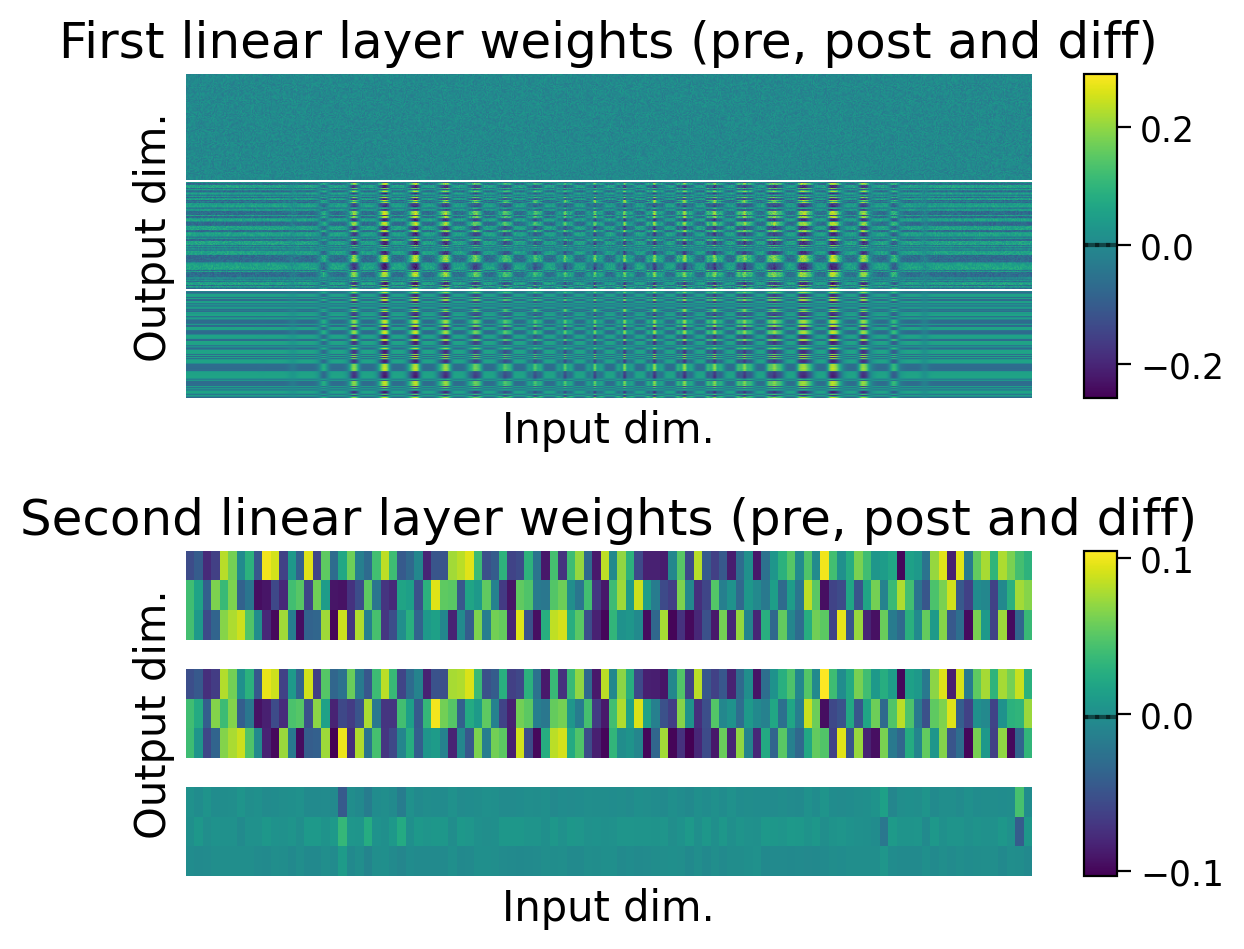 First linear layer weights (pre, post and diff)
Output dim.
0.2
0.0
−0.2
Input dim.
Second linear layer weights (pre, post and diff)
Output dim.
0.1
0.0
−0.1
Input dim.